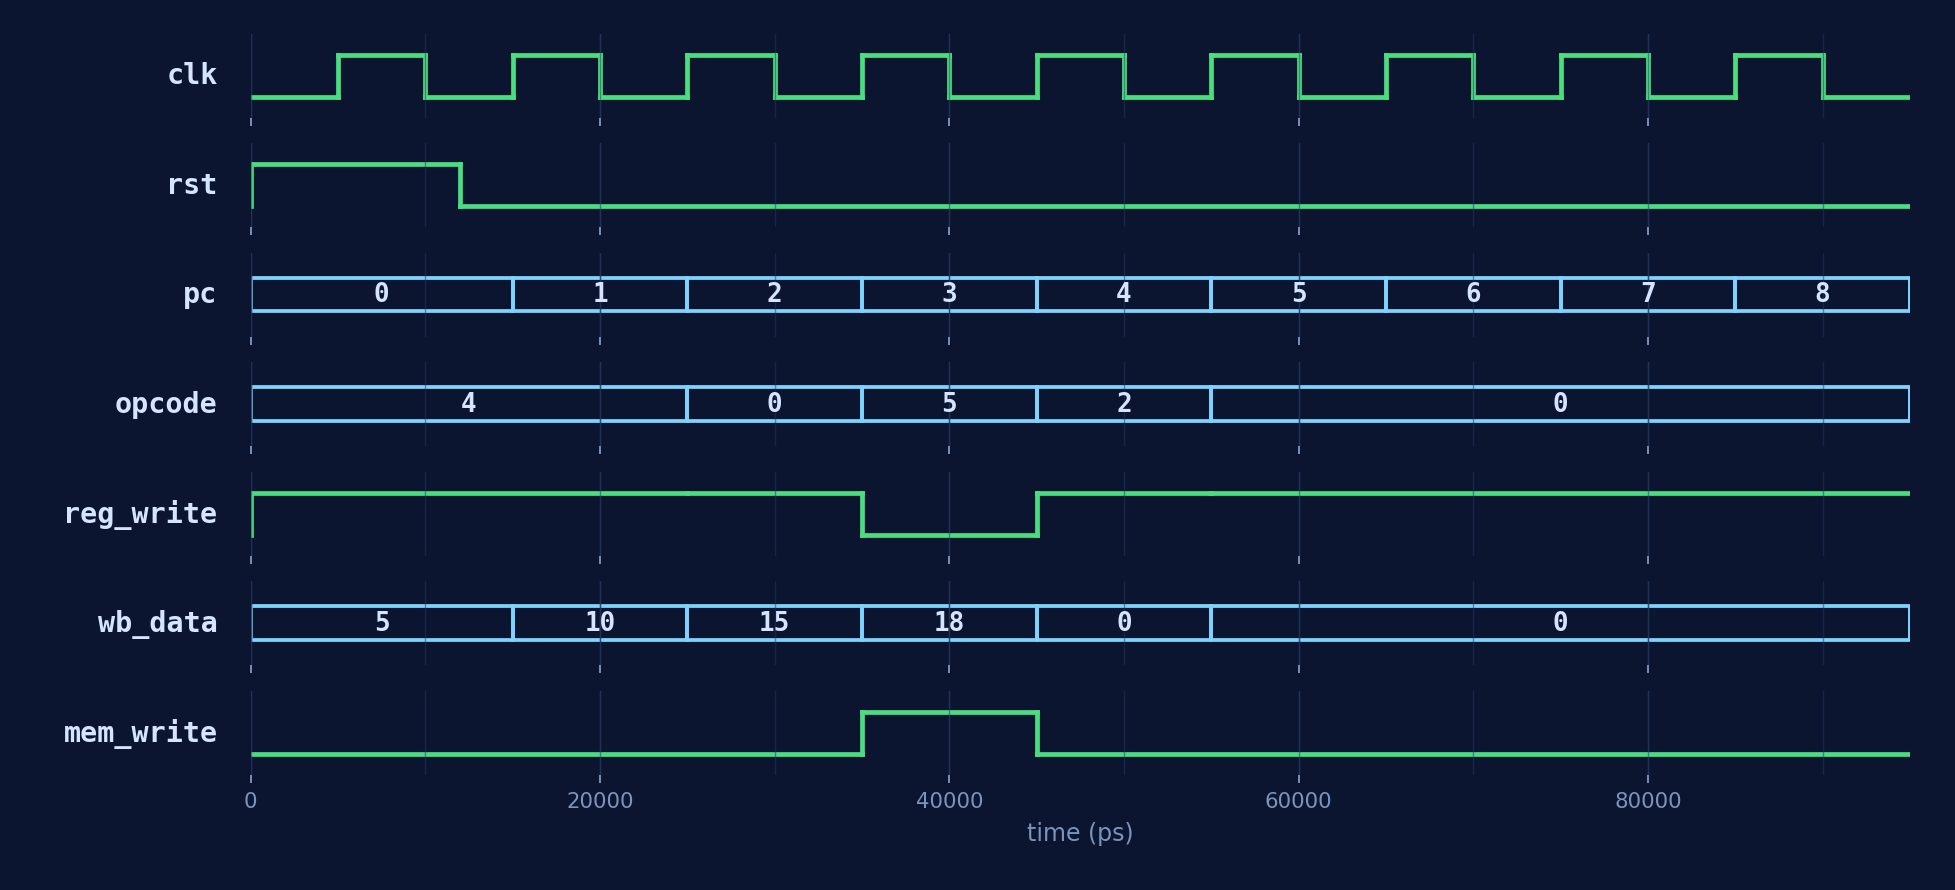 clk
rst
pc 0 1 2 3 4 5 6 7 8
opcode 4 0 5 2 0
reg_write
wb_data 5 10 15 18 0 0
mem_write
0 20000 40000 60000 80000
time (ps)